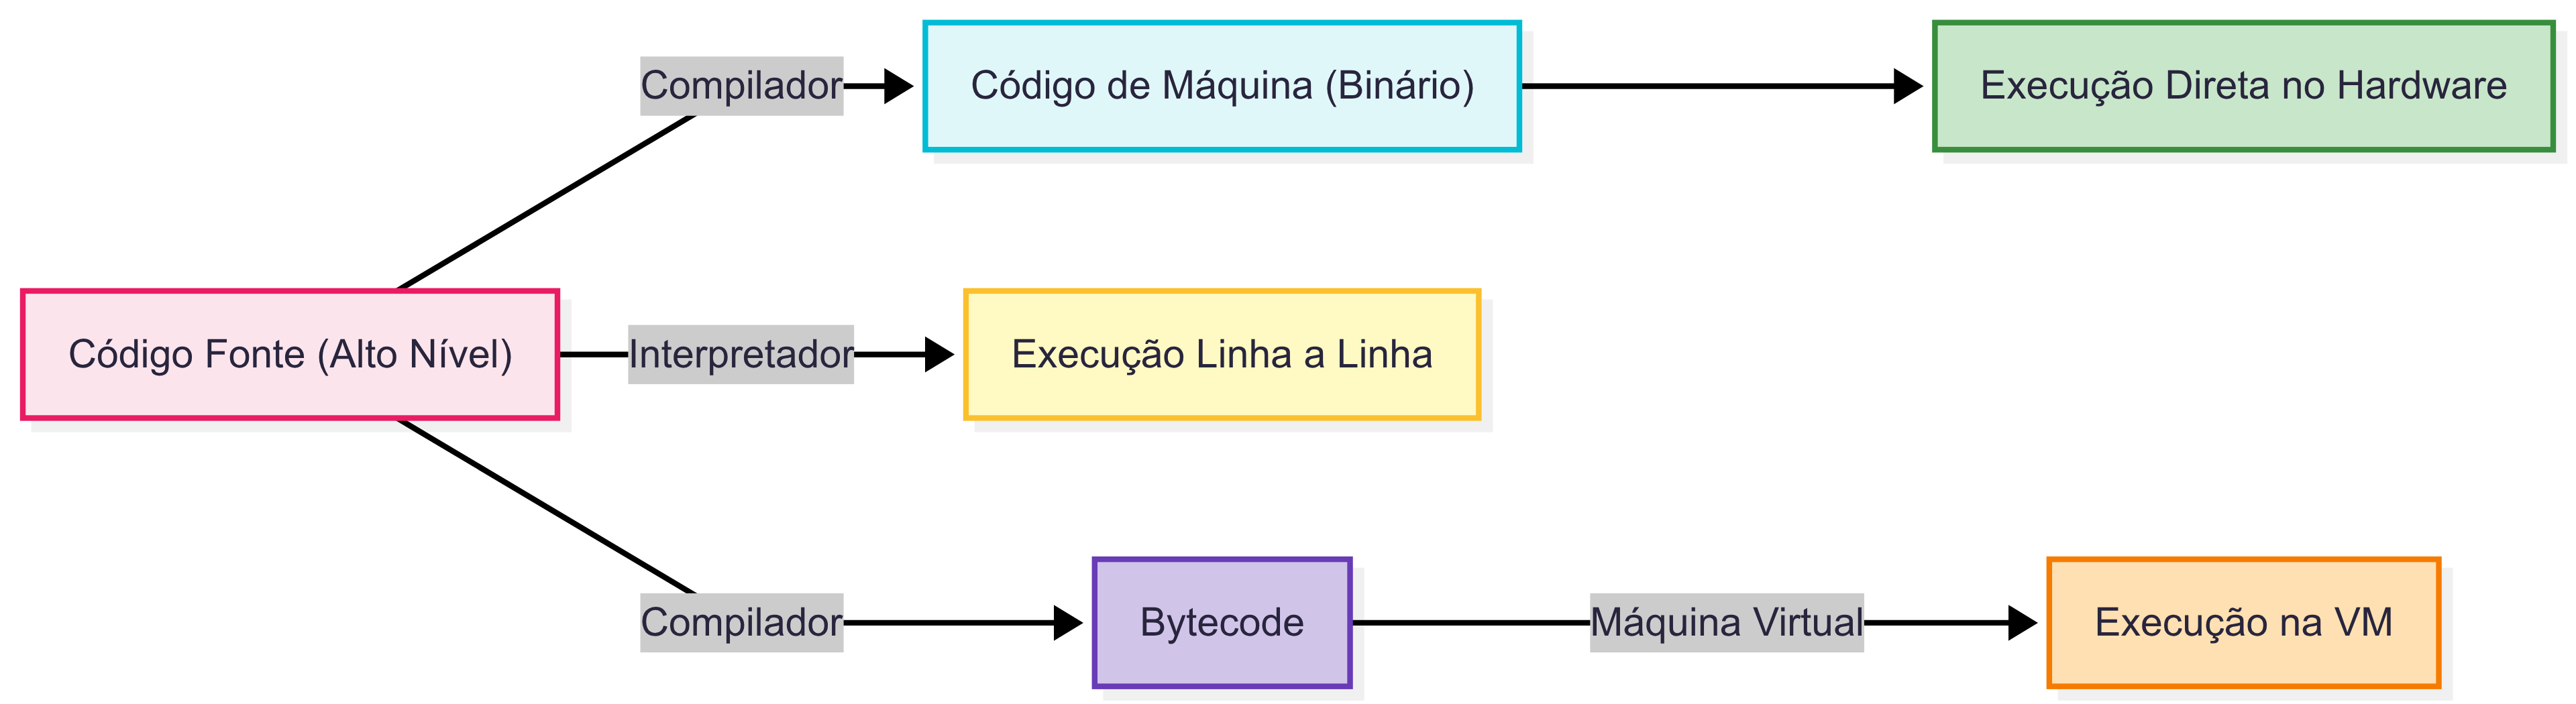 Compilador
Código de Máquina (Binário)
Execução Direta no Hardware
Código Fonte (Alto Nível)
Interpretador
Execução Linha a Linha
Compilador
Bytecode
Máquina Virtual
Execução na VM